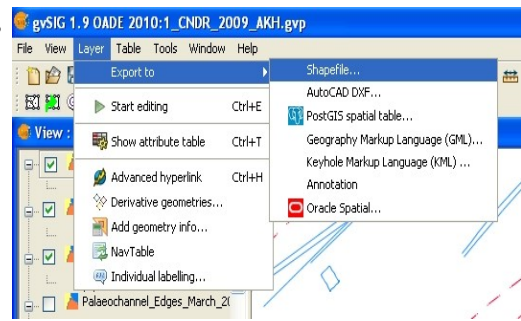 gvSIG 1.9 OADE 2010:1_CNDR_2009_AKH.gvp
File View Layer Table Tools Window Help
Export to
Shapefile...
AutoCAD DXF...
PostGIS spatial table...
Geography Markup Language (GML)...
Keyhole Markup Language (KML) ...
Annotation
Oracle Spatial...
Start editing Ctrl+E
Show attribute table Ctrl+T
Advanced hyperlink Ctrl+H
Derivative geometries...
Add geometry info...
NavTable
Individual labelling...
View :
Palaeochannel_Edges_March_20